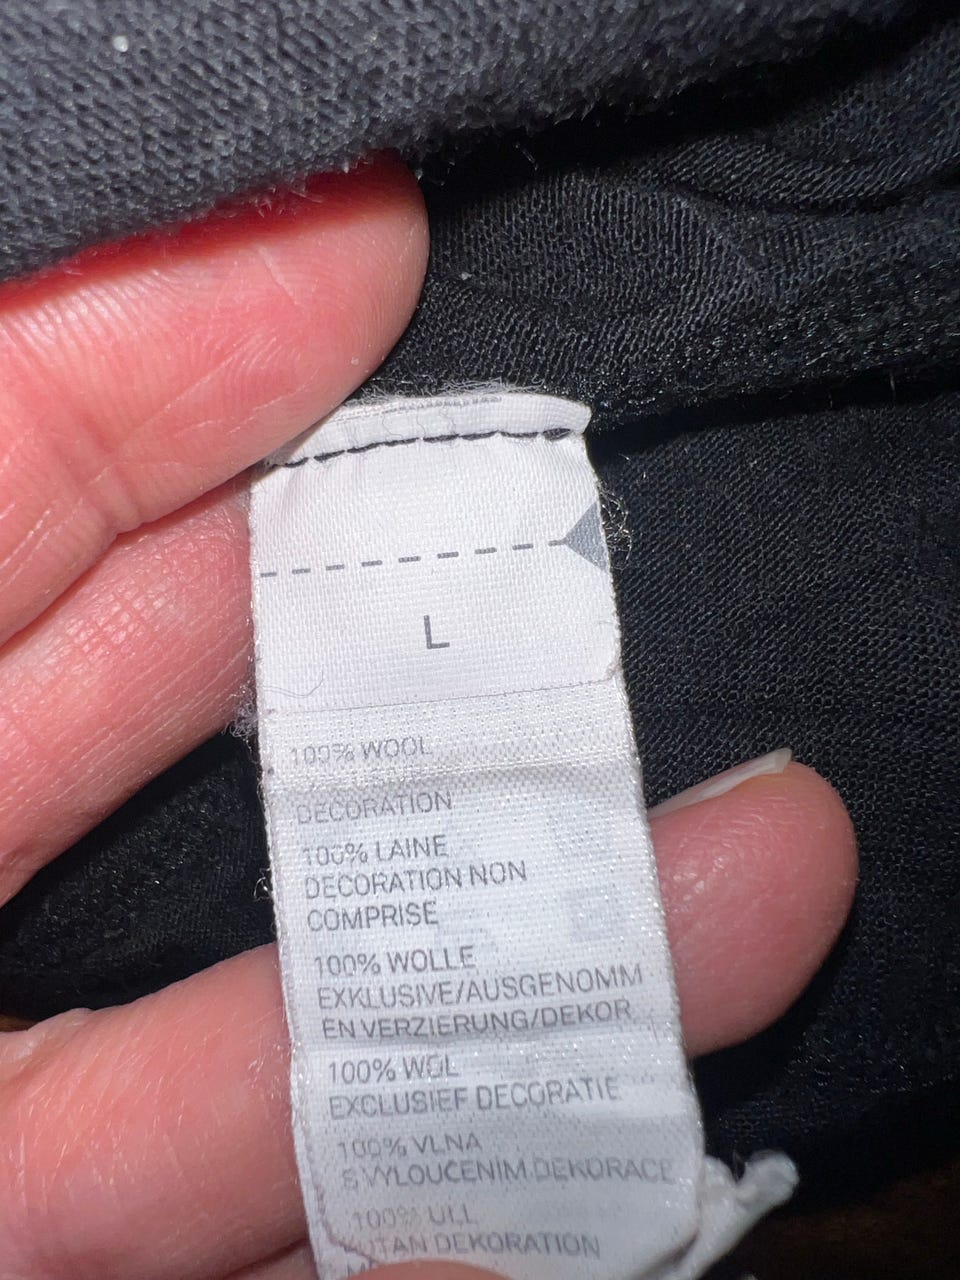 L
100% WOOL
DECORATION
100% LAINE
DECORATION NON
COMPRISE
100% WOLLE
EXKLUSIVE/AUSGENOMM
EN VERZIERUNG/DEKOR
100% WOL
EXCLUSIEF DECORATIE
100% VLNA
S VYLOUCENIM DEKORACE
100% ULL
UTAN DEKORATION